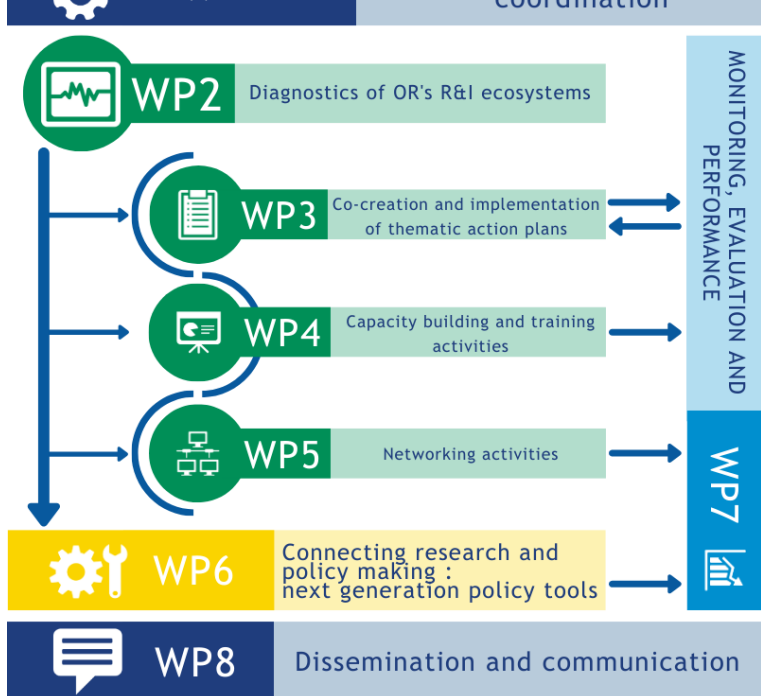 coordination
WP2
Diagnostics of OR's R&I ecosystems
WP3
Co-creation and implementation
of thematic action plans
WP4
Capacity building and training
activities
WP5
Networking activities
WP6
Connecting research and
policy making :
next generation policy tools
MONITORING, EVALUATION AND
PERFORMANCE
WP7
WP8
Dissemination and communication